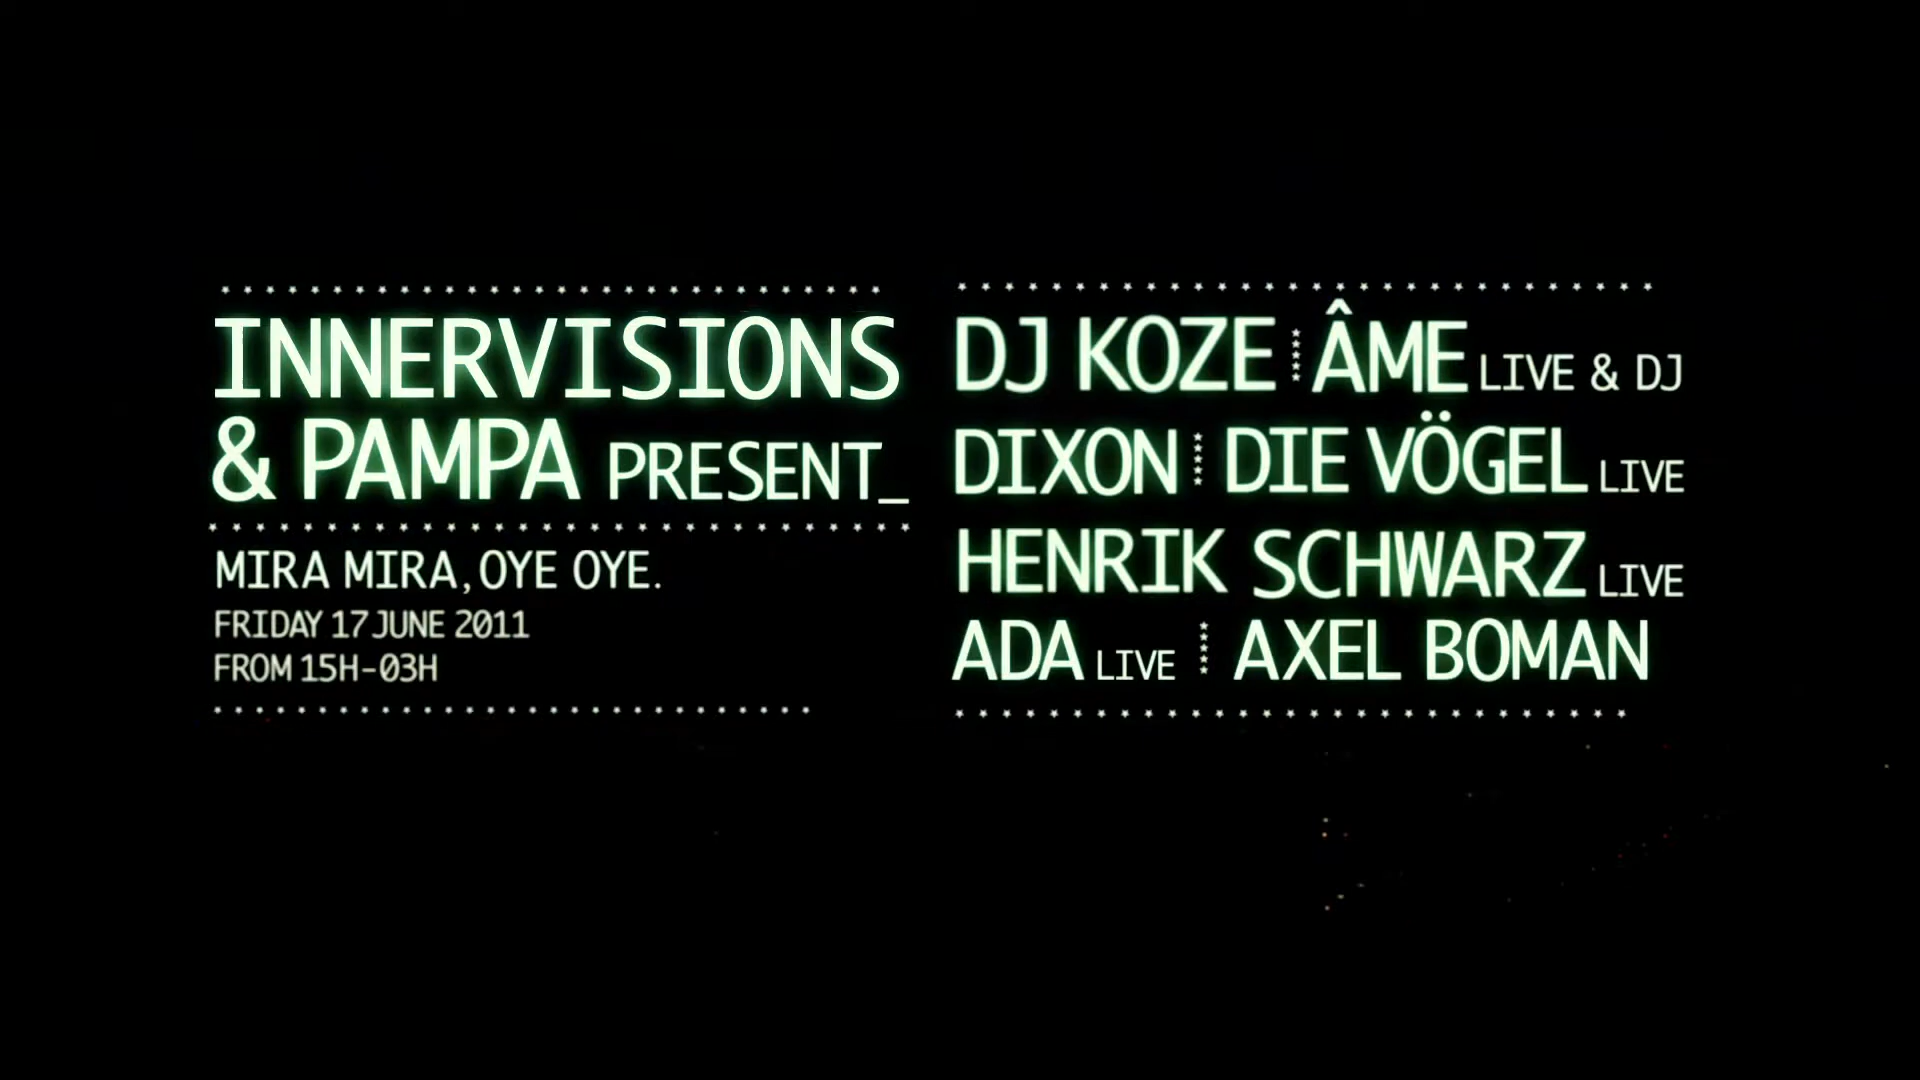 INNERVISIONS
& PAMPA PRESENT_
MIRA MIRA, OYE OYE.
FRIDAY 17 JUNE 2011
FROM 15H-03H
DJ KOZE ÂME LIVE & DJ
DIXON DIE VÖGEL LIVE
HENRIK SCHWARZ LIVE
ADA LIVE AXEL BOMAN